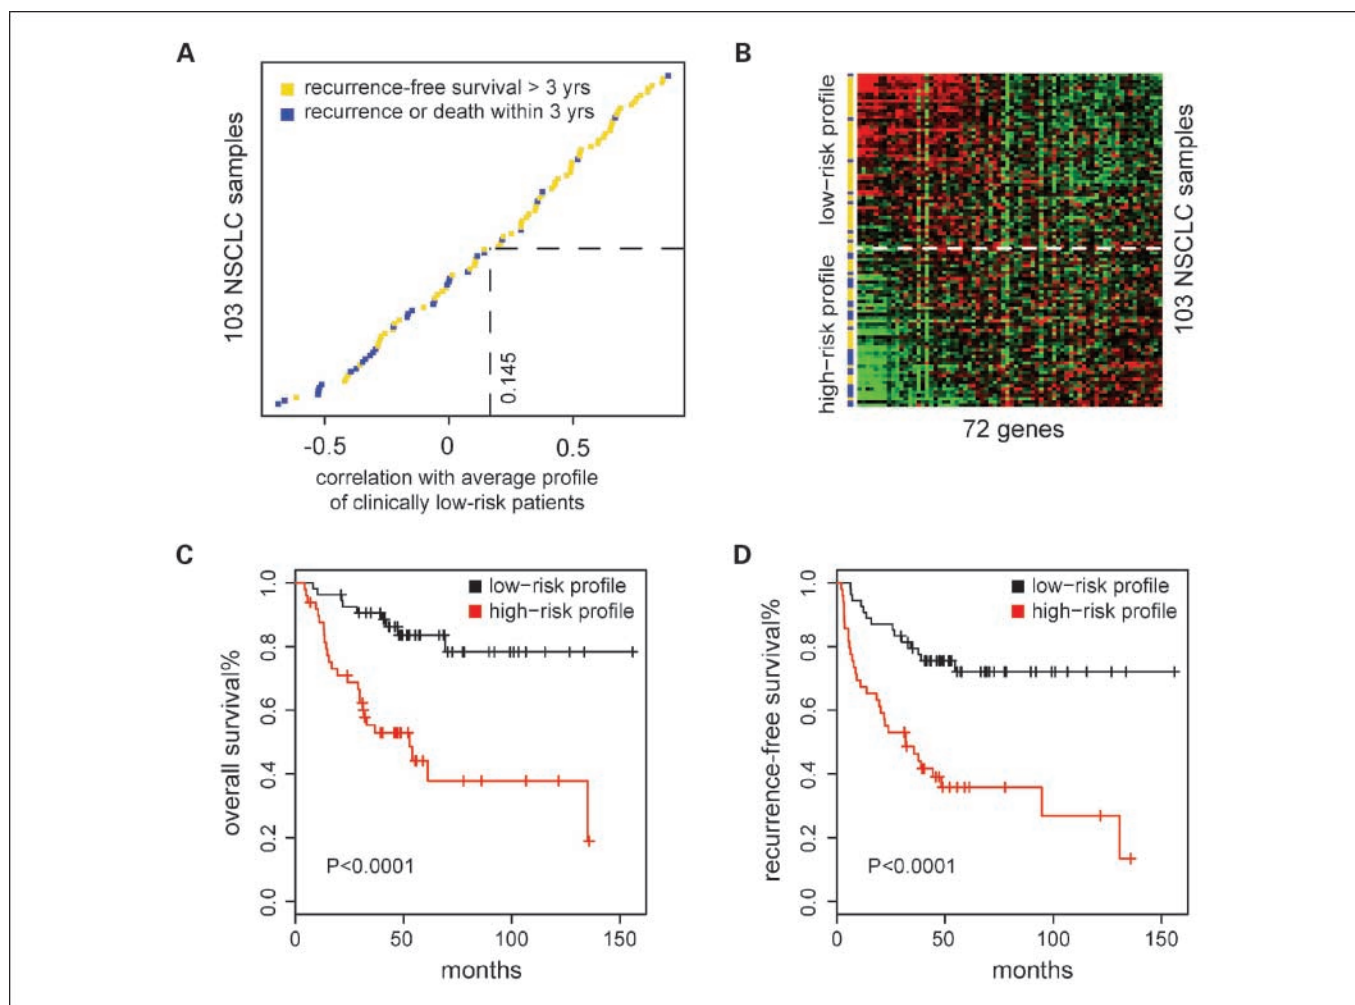 A
recurrence-free survival > 3 yrs
recurrence or death within 3 yrs
103 NSCLC samples
0.145
-0.5 0 0.5
correlation with average profile
of clinically low-risk patients
B
low-risk profile
high-risk profile
103 NSCLC samples
72 genes
C
low-risk profile
high-risk profile
overall survival%
1.0
0.8
0.6
0.4
0.2
0.0
P<0.0001
0 50 100 150
months
D
low-risk profile
high-risk profile
recurrence-free survival%
1.0
0.8
0.6
0.4
0.2
0.0
P<0.0001
0 50 100 150
months